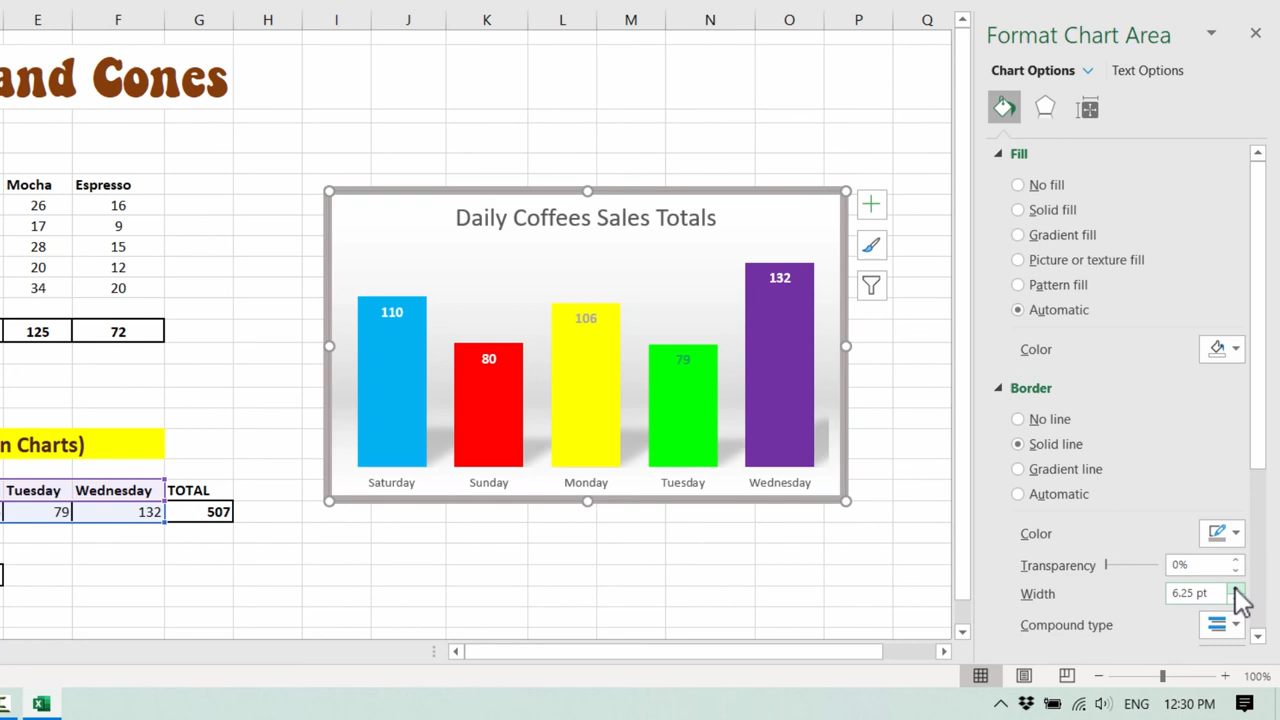 E F G H I J K L M N O P Q
and Cones
Mocha Espresso
26 16
17 9
28 15
20 12
34 20
125 72
n Charts)
Tuesday Wednesday TOTAL
79 132 507
Daily Coffees Sales Totals
110 80 106 79 132
Saturday Sunday Monday Tuesday Wednesday
Format Chart Area
Chart Options Text Options
Fill
No fill
Solid fill
Gradient fill
Picture or texture fill
Pattern fill
Automatic
Color
Border
No line
Solid line
Gradient line
Automatic
Color
Transparency 0%
Width 6.25 pt
Compound type
100%
ENG 12:30 PM